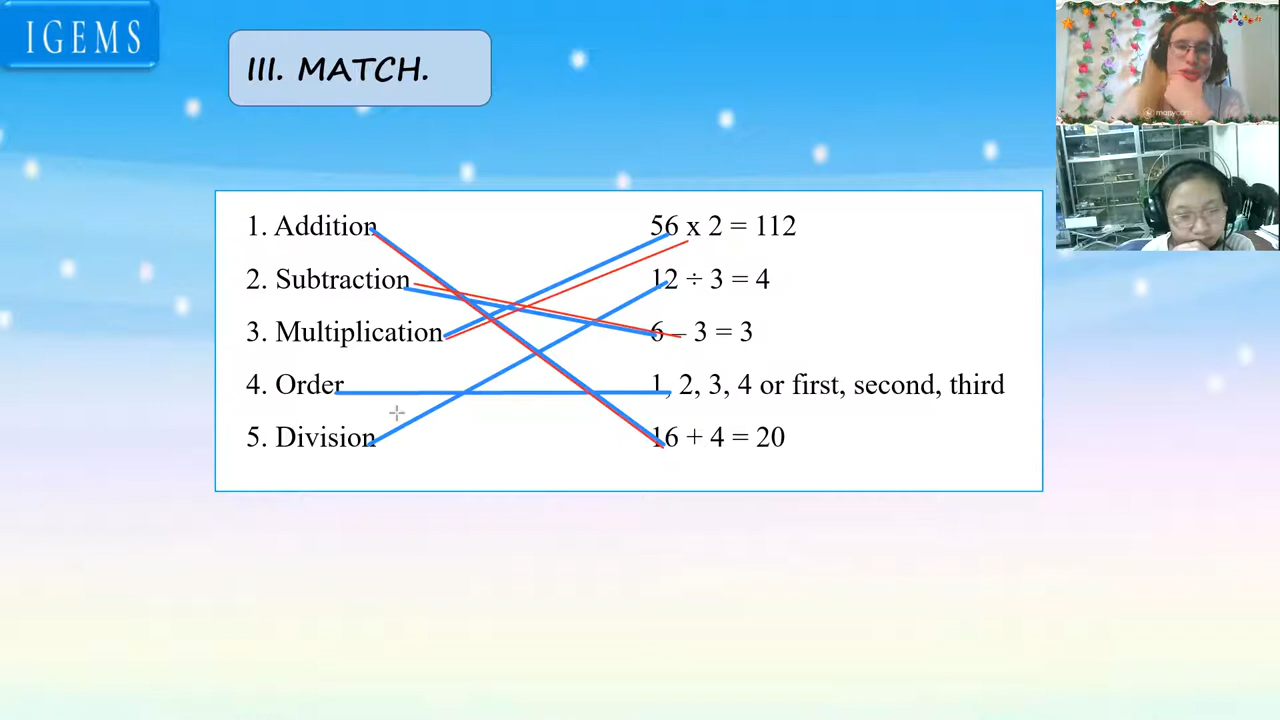 IGEMS
III. MATCH.
1. Addition
56 x 2 = 112
2. Subtraction
12 ÷ 3 = 4
3. Multiplication
6 – 3 = 3
4. Order
1, 2, 3, 4 or first, second, third
5. Division
16 + 4 = 20